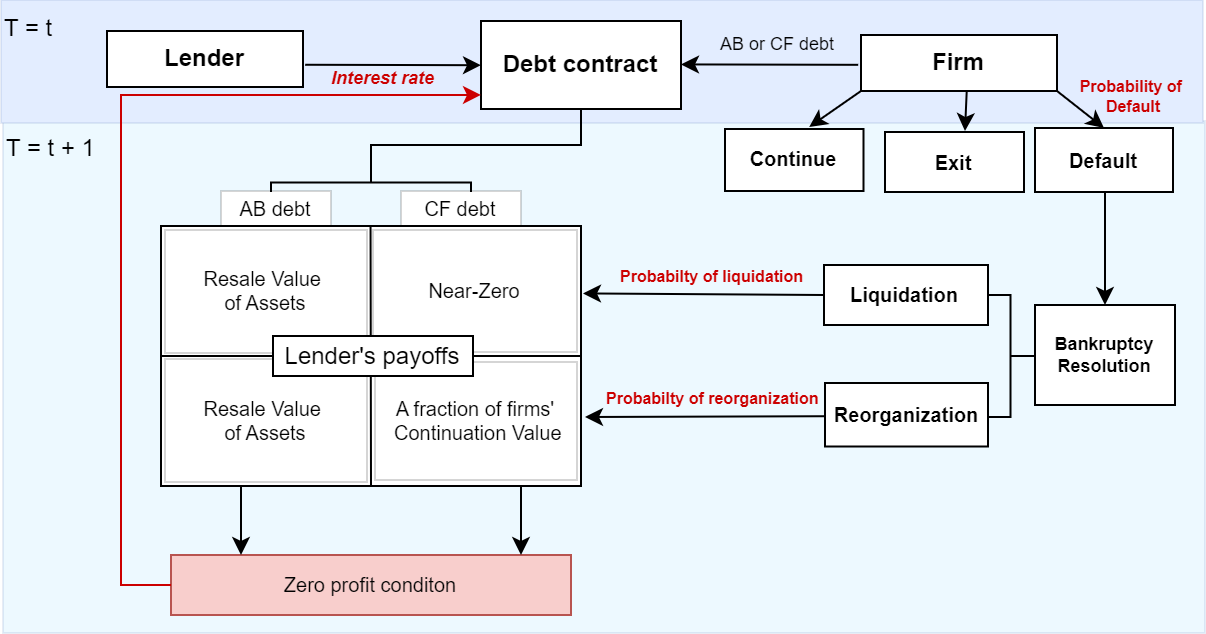 T = t
Lender
Interest rate
Debt contract
AB or CF debt
Firm
Probability of
Default
T = t + 1
Continue
Exit
Default
AB debt
CF debt
Resale Value
of Assets
Near-Zero
Probabilty of liquidation
Liquidation
Lender's payoffs
Bankruptcy
Resolution
Resale Value
of Assets
A fraction of firms'
Continuation Value
Probabilty of reorganization
Reorganization
Zero profit conditon